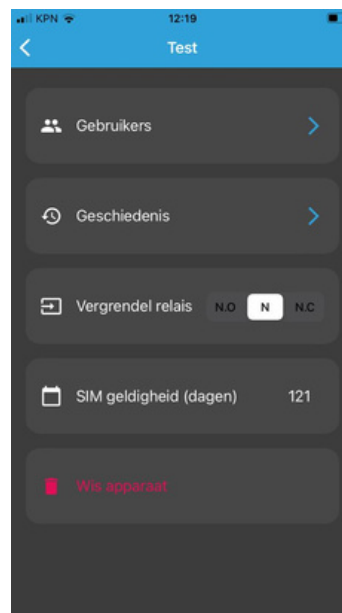 KPN 12:19
Test
Gebruikers
Geschiedenis
Vergrendel relais N.O N N.C
SIM geldigheid (dagen) 121
Wis apparaat